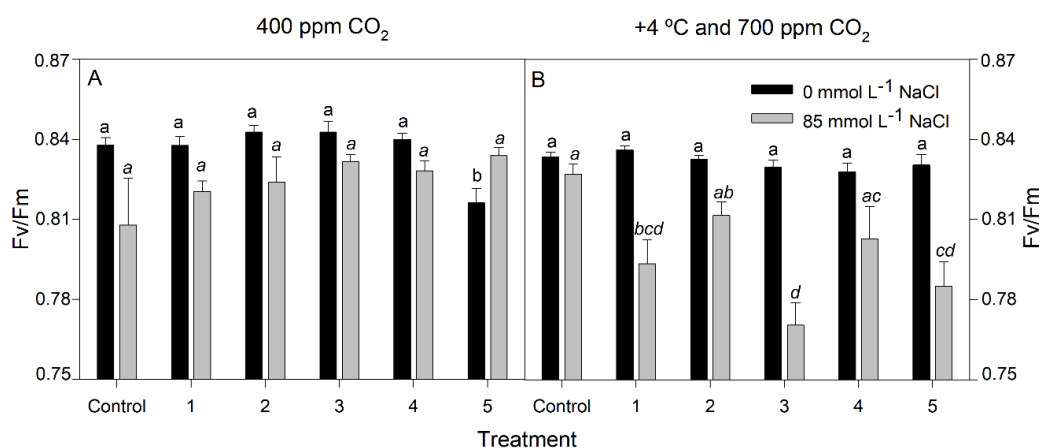 400 ppm CO2
+4 ºC and 700 ppm CO2
A
B
0 mmol L-1 NaCl
85 mmol L-1 NaCl
Fv/Fm
0.87
0.84
0.81
0.78
0.75
a a a a a a a a a a b a
a a a bcd a ab a d a ac a cd
0.87
0.84
0.81
0.78
0.75
Fv/Fm
Control 1 2 3 4 5
Control 1 2 3 4 5
Treatment